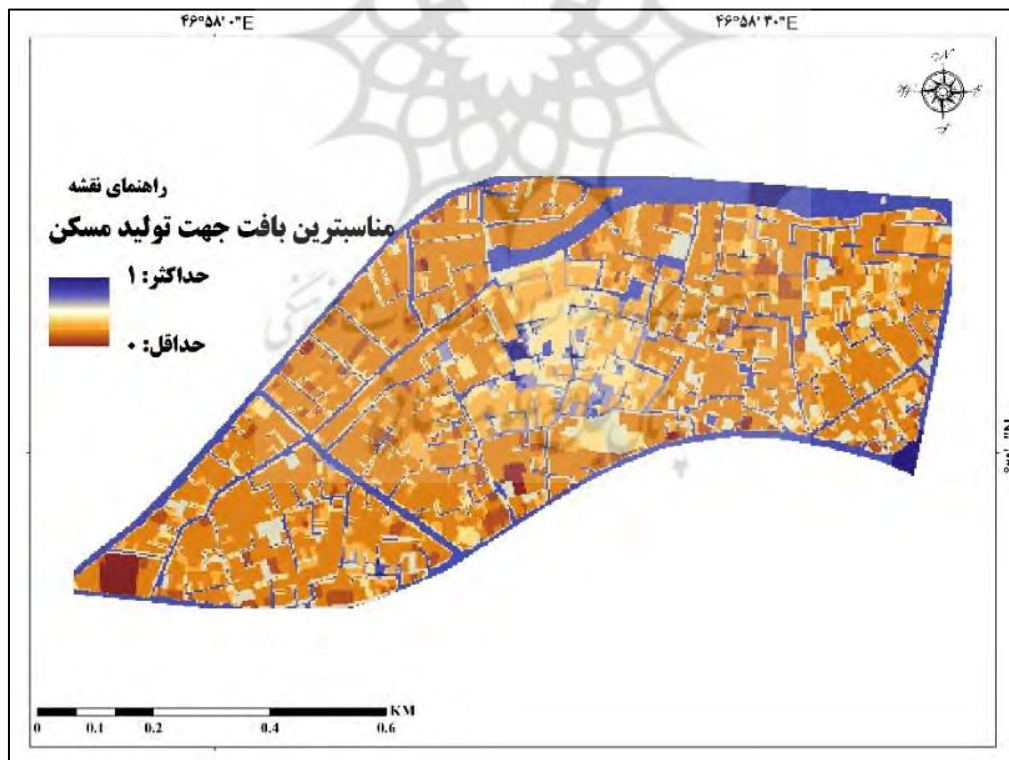 ۴۶°۵۸'۰"E ۴۶°۵۸'۳۰"E
N
W E
S
راهنمای نقشه
مناسبترین بافت جهت تولید مسکن
حداکثر: ۱
حداقل: ۰
KM
0 0.1 0.2 0.4 0.6